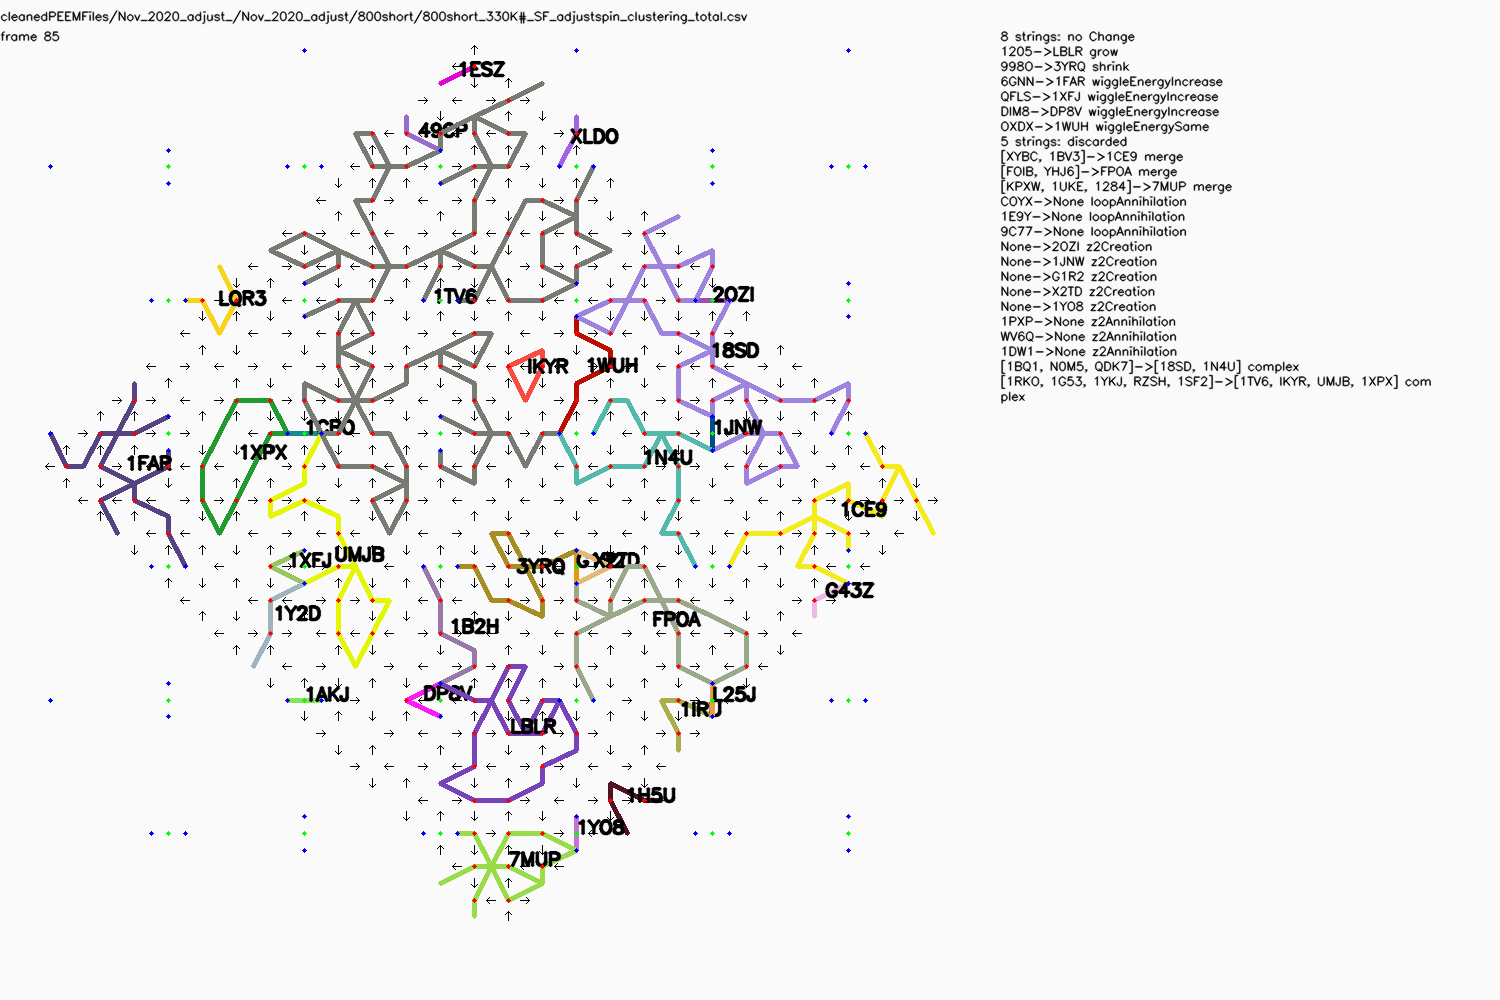 cleanedPEEMFiles/Nov_2020_adjust_/Nov_2020_adjust/800short/800short_330K#_SF_adjustspin_clustering_total.csv
frame 85
8 strings: no Change
1205->LBLR grow
998O->3YRQ shrink
6GNN->1FAR wiggleEnergyIncrease
QFLS->1XFJ wiggleEnergyIncrease
DIM8->DP8V wiggleEnergyIncrease
OXDX->1WUH wiggleEnergySame
5 strings: discarded
[XYBC, 1BV3]->1CE9 merge
[FOIB, YHJ6]->FPOA merge
[KPXW, 1UKE, 1284]->7MUP merge
COYX->None loopAnnihilation
1E9Y->None loopAnnihilation
9C77->None loopAnnihilation
None->2OZI z2Creation
None->1JNW z2Creation
None->G1R2 z2Creation
None->X2TD z2Creation
None->1YO8 z2Creation
1PXP->None z2Annihilation
WV6Q->None z2Annihilation
1DW1->None z2Annihilation
[1BQ1, NOM5, QDK7]->[18SD, 1N4U] complex
[1RKO, 1G53, 1YKJ, RZSH, 1SF2]->[1TV6, IKYR, UMJB, 1XPX] com
plex
1ESZ
XLDO
LQR3
1TV6
2OZI
18SD
IKYR
1WUH
1JNW
1XPX
1FAR
1N4U
1CE9
1XFJ
UMJB
3YRQ
G43Z
1Y2D
1B2H
FPOA
1AKJ
DP8V
L25J
LBLR
1H5U
1YO8
7MUP